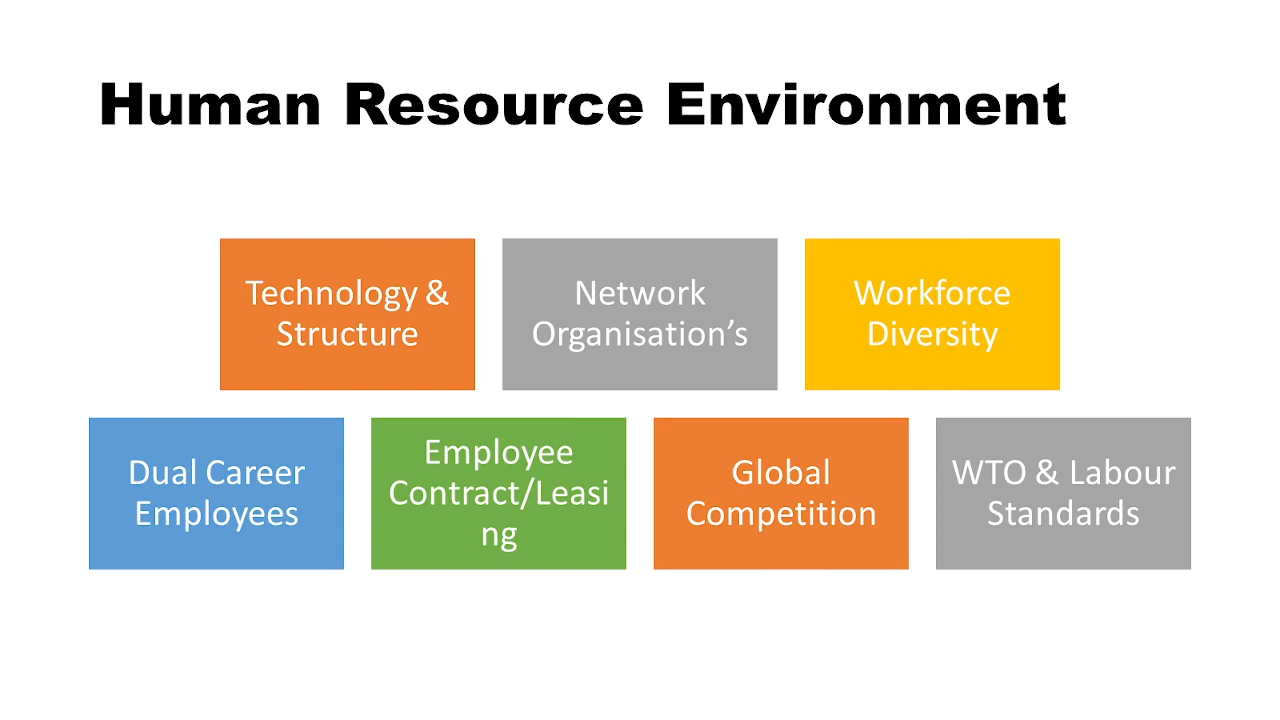 Human Resource Environment
Technology &
Structure
Network
Organisation’s
Workforce
Diversity
Dual Career
Employees
Employee
Contract/Leasi
ng
Global
Competition
WTO & Labour
Standards